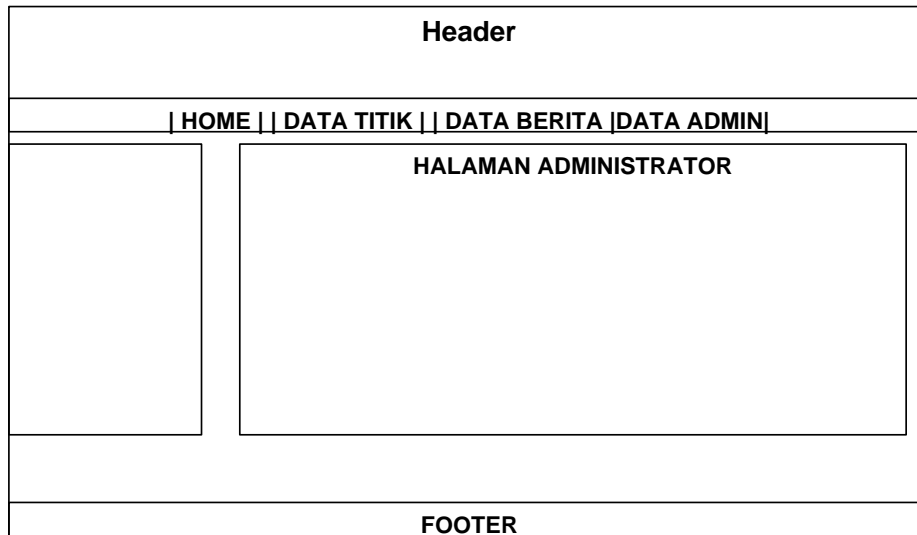 Header
| HOME | | DATA TITIK | | DATA BERITA |DATA ADMIN|
HALAMAN ADMINISTRATOR
FOOTER